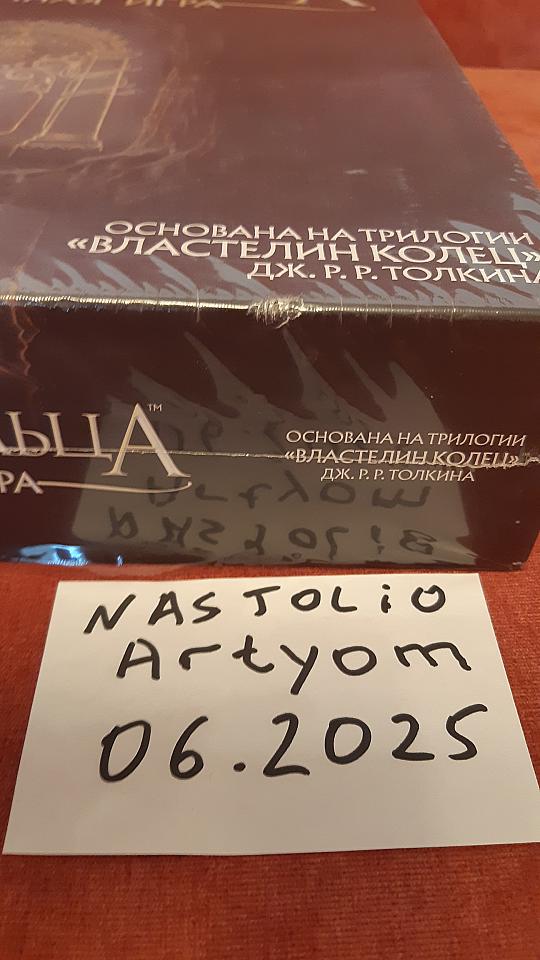 ОСНОВАНА НА ТРИЛОГИИ
«ВЛАСТЕЛИН КОЛЕЦ»
ДЖ. Р. Р. ТОЛКИНА
ЛЬЦА™
РА
ОСНОВАНА НА ТРИЛОГИИ
«ВЛАСТЕЛИН КОЛЕЦ»
ДЖ. Р. Р. ТОЛКИНА
NASTOLiO
Artyom
06.2025